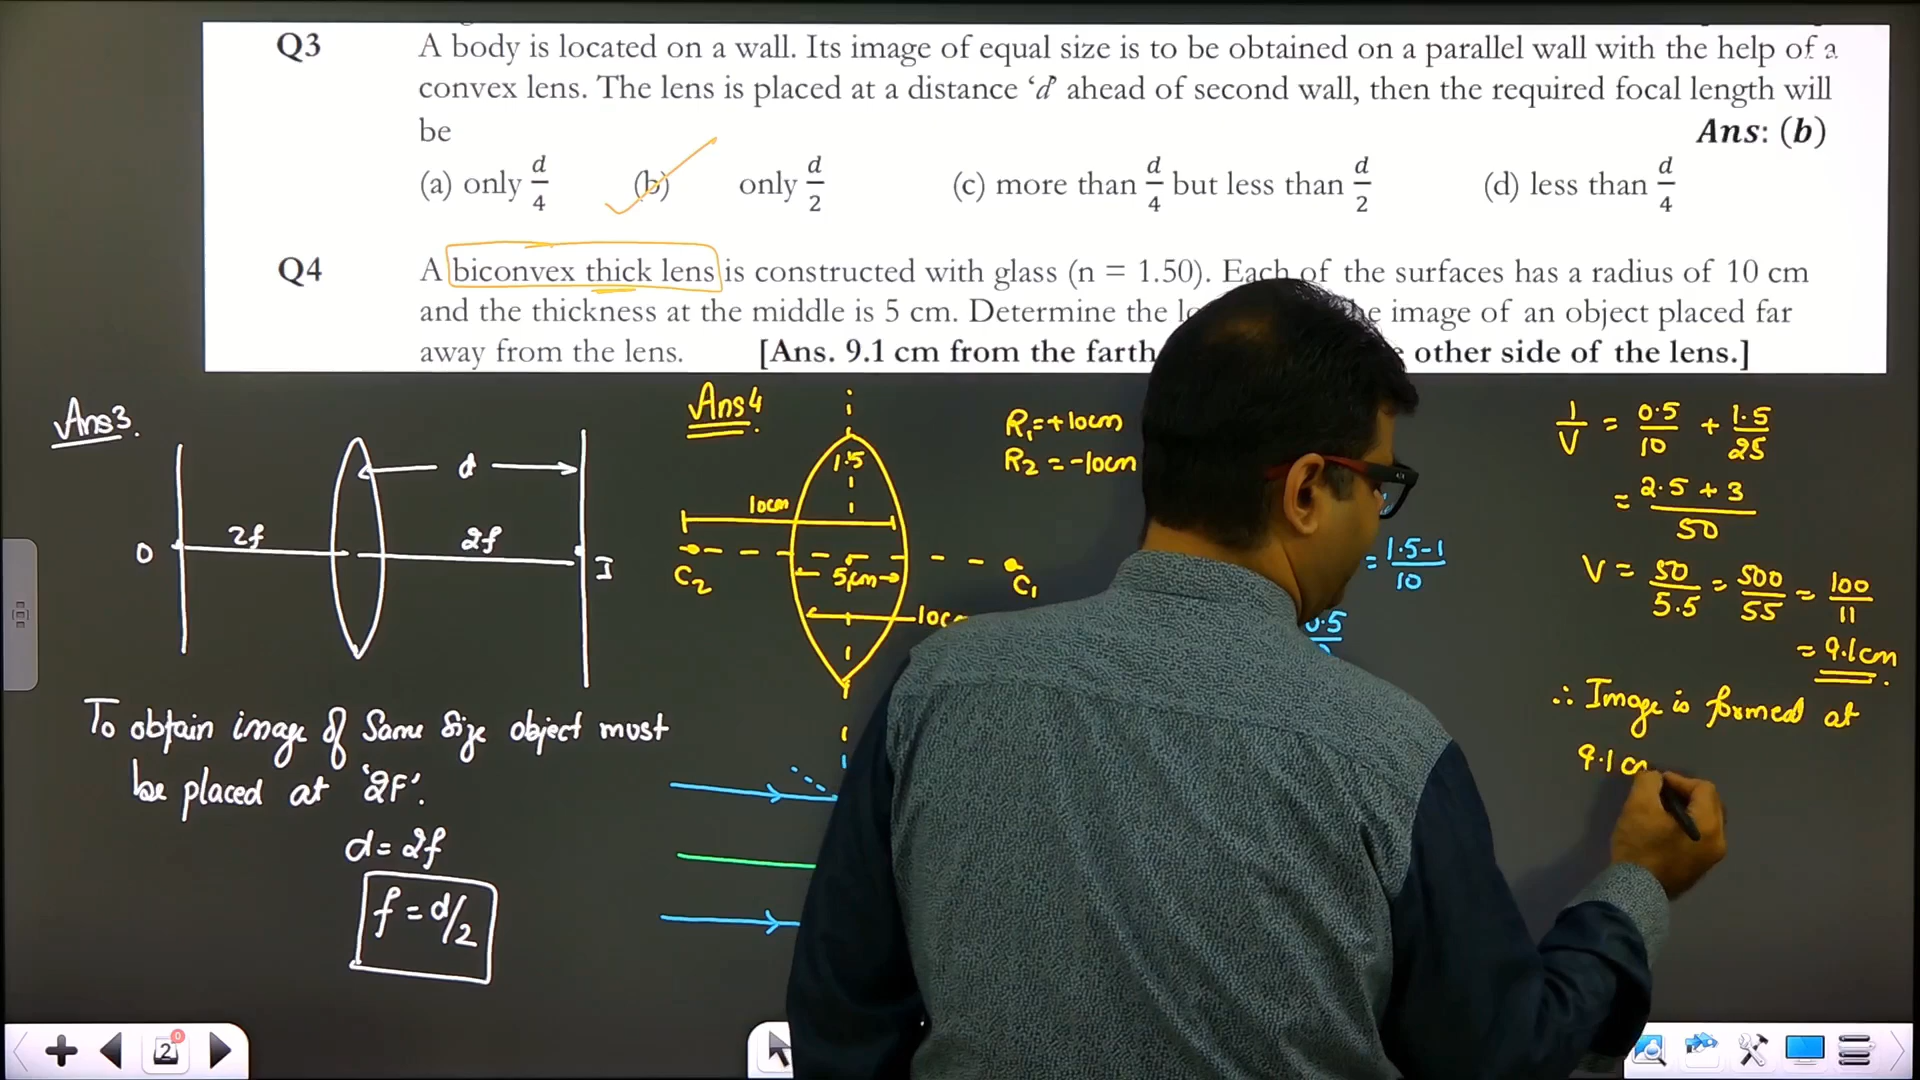 Q3 A body is located on a wall. Its image of equal size is to be obtained on a parallel wall with the help of a
convex lens. The lens is placed at a distance ‘d’ ahead of second wall, then the required focal length will
be Ans: (b)
(a) only d/4 (b) only d/2 (c) more than d/4 but less than d/2 (d) less than d/4
Q4 A biconvex thick lens is constructed with glass (n = 1.50). Each of the surfaces has a radius of 10 cm
and the thickness at the middle is 5 cm. Determine the image of an object placed far
away from the lens. [Ans. 9.1 cm from the farth other side of the lens.]
Ans3.
d
O 2f 2f I
To obtain image of Same Size object must
be placed at '2F'.
d = 2f
f = d/2
Ans4
R1 = +10cm
R2 = -10cm
1.5
10cm
C2 5cm C1
= 1.5-1 / 10
0.5
1/V = 0.5/10 + 1.5/25
= 2.5 + 3 / 50
V = 50/5.5 = 500/55 = 100/11
= 9.1cm.
∴ Image is formed at
9.1 c
2
0